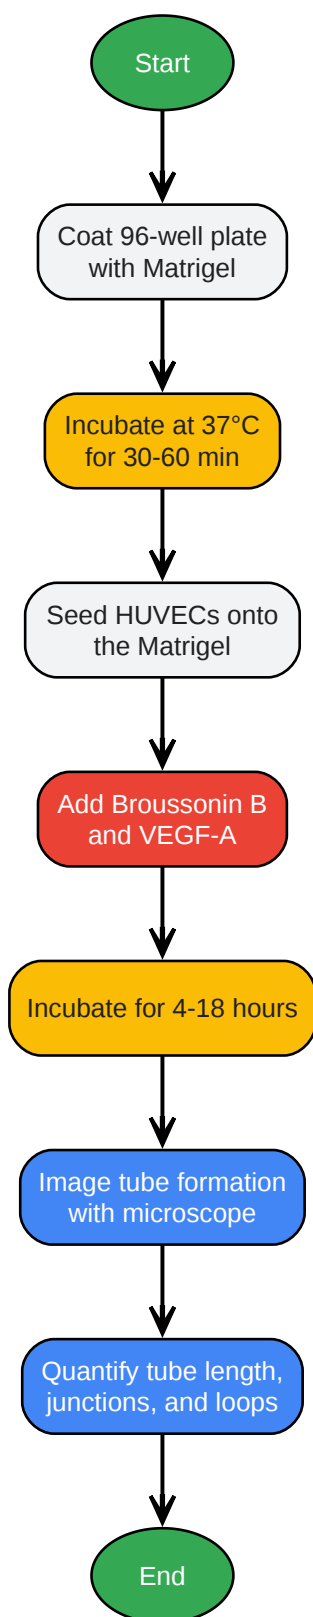 Start
Coat 96-well plate
with Matrigel
Incubate at 37°C
for 30-60 min
Seed HUVECs onto
the Matrigel
Add Broussonin B
and VEGF-A
Incubate for 4-18 hours
Image tube formation
with microscope
Quantify tube length,
junctions, and loops
End